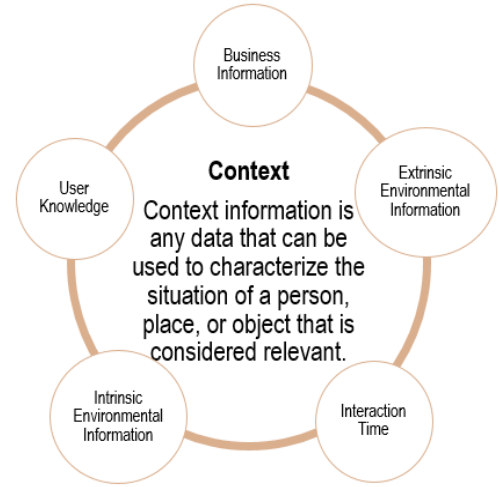 Business
Information
Extrinsic
Environmental
Information
Interaction
Time
Intrinsic
Environmental
Information
User
Knowledge
Context
Context information is
any data that can be
used to characterize the
situation of a person,
place, or object that is
considered relevant.